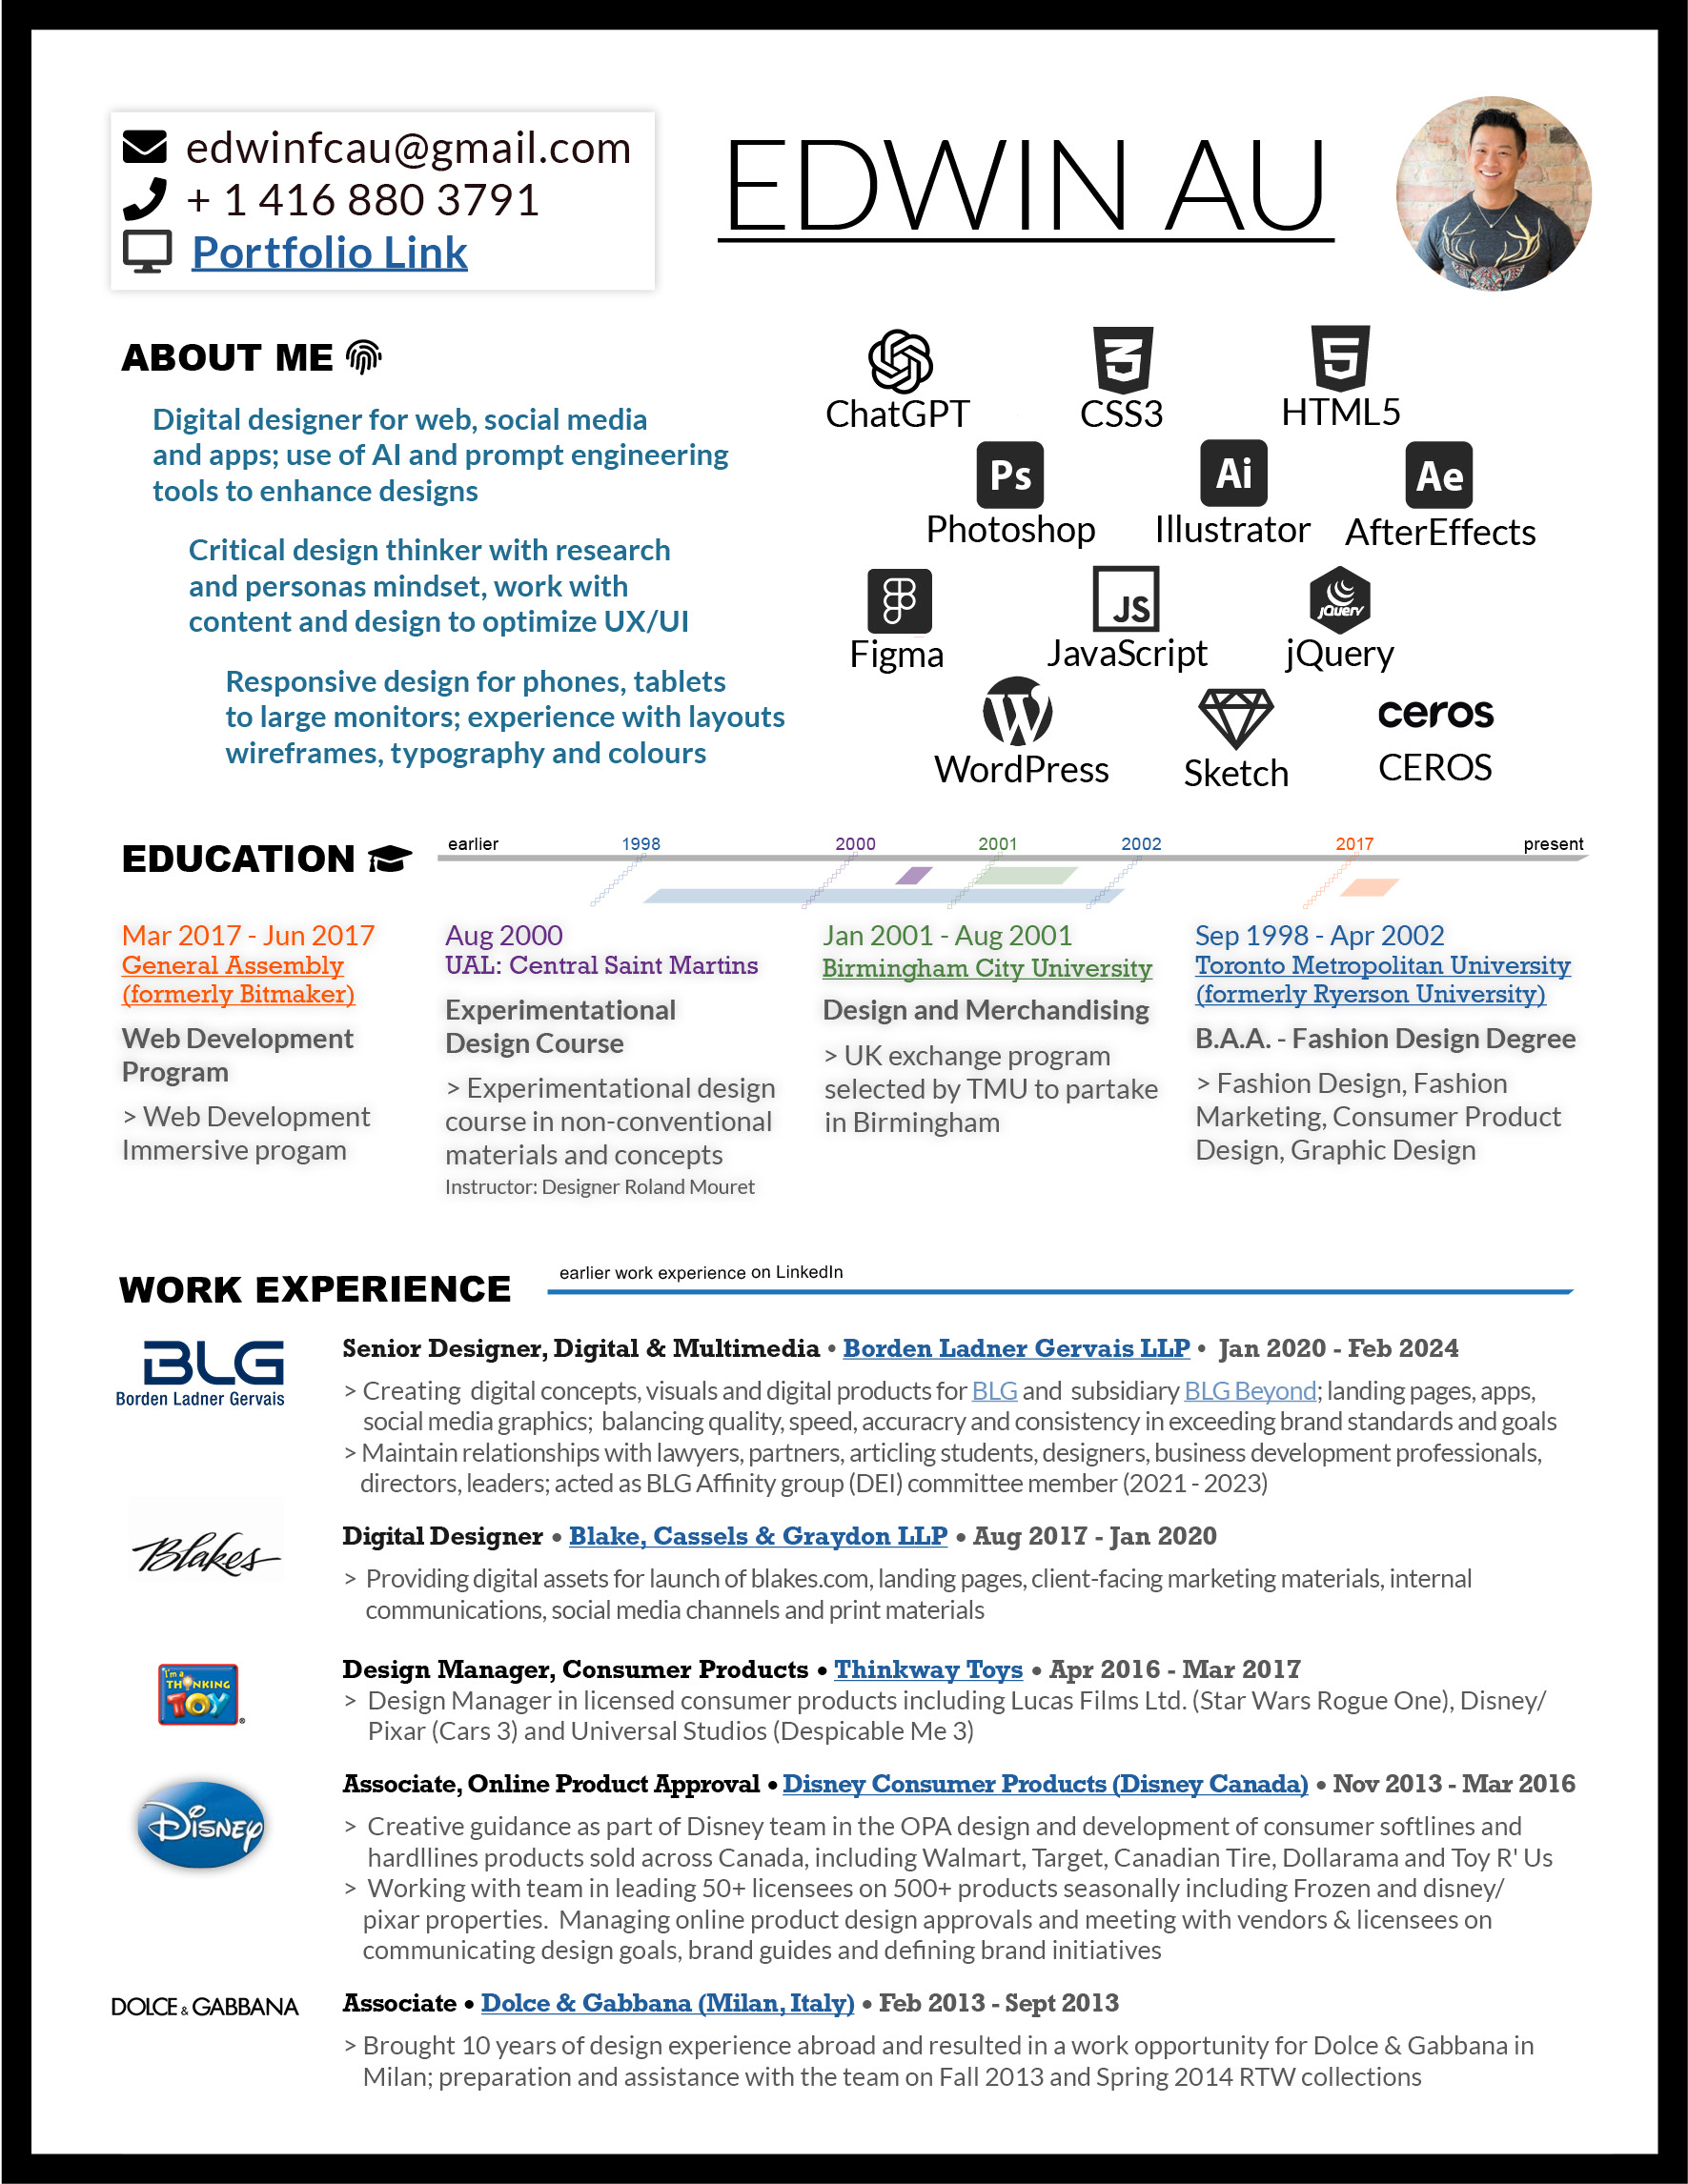 edwinfcau@gmail.com
+ 1 416 880 3791
Portfolio Link
EDWIN AU
ABOUT ME
Digital designer for web, social media
and apps; use of AI and prompt engineering
tools to enhance designs
Critical design thinker with research
and personas mindset, work with
content and design to optimize UX/UI
Responsive design for phones, tablets
to large monitors; experience with layouts
wireframes, typography and colours
3
5
ChatGPT
CSS3
HTML5
Ps
Ai
Ae
Photoshop
Illustrator
AfterEffects
JS
jQuery
Figma
JavaScript
jQuery
W
ceros
WordPress
Sketch
CEROS
EDUCATION
earlier
1998
2000
2001
2002
2017
present
Mar 2017 - Jun 2017
General Assembly
(formerly Bitmaker)
Web Development
Program
> Web Development
Immersive progam
Aug 2000
UAL: Central Saint Martins
Experimentational
Design Course
> Experimentational design
course in non-conventional
materials and concepts
Instructor: Designer Roland Mouret
Jan 2001 - Aug 2001
Birmingham City University
Design and Merchandising
> UK exchange program
selected by TMU to partake
in Birmingham
Sep 1998 - Apr 2002
Toronto Metropolitan University
(formerly Ryerson University)
B.A.A. - Fashion Design Degree
> Fashion Design, Fashion
Marketing, Consumer Product
Design, Graphic Design
WORK EXPERIENCE
earlier work experience on LinkedIn
BLG
Borden Ladner Gervais
Senior Designer, Digital & Multimedia • Borden Ladner Gervais LLP • Jan 2020 - Feb 2024
> Creating digital concepts, visuals and digital products for BLG and subsidiary BLG Beyond; landing pages, apps,
social media graphics; balancing quality, speed, accuracry and consistency in exceeding brand standards and goals
> Maintain relationships with lawyers, partners, articling students, designers, business development professionals,
directors, leaders; acted as BLG Affinity group (DEI) committee member (2021 - 2023)
Blakes
Digital Designer • Blake, Cassels & Graydon LLP • Aug 2017 - Jan 2020
> Providing digital assets for launch of blakes.com, landing pages, client-facing marketing materials, internal
communications, social media channels and print materials
I'm a
THINKING
TOY®
Design Manager, Consumer Products • Thinkway Toys • Apr 2016 - Mar 2017
> Design Manager in licensed consumer products including Lucas Films Ltd. (Star Wars Rogue One), Disney/
Pixar (Cars 3) and Universal Studios (Despicable Me 3)
Disney
Associate, Online Product Approval • Disney Consumer Products (Disney Canada) • Nov 2013 - Mar 2016
> Creative guidance as part of Disney team in the OPA design and development of consumer softlines and
hardllines products sold across Canada, including Walmart, Target, Canadian Tire, Dollarama and Toy R' Us
> Working with team in leading 50+ licensees on 500+ products seasonally including Frozen and disney/
pixar properties. Managing online product design approvals and meeting with vendors & licensees on
communicating design goals, brand guides and defining brand initiatives
DOLCE & GABBANA
Associate • Dolce & Gabbana (Milan, Italy) • Feb 2013 - Sept 2013
> Brought 10 years of design experience abroad and resulted in a work opportunity for Dolce & Gabbana in
Milan; preparation and assistance with the team on Fall 2013 and Spring 2014 RTW collections